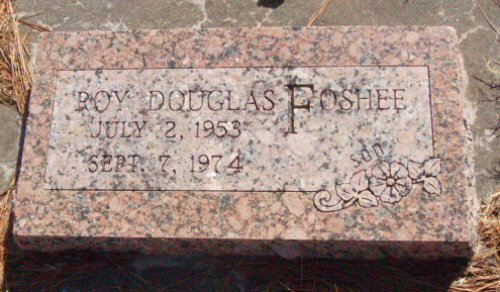 ROY DOUGLAS FOSHEE
JULY 2, 1953
SEPT. 7, 1974
SON